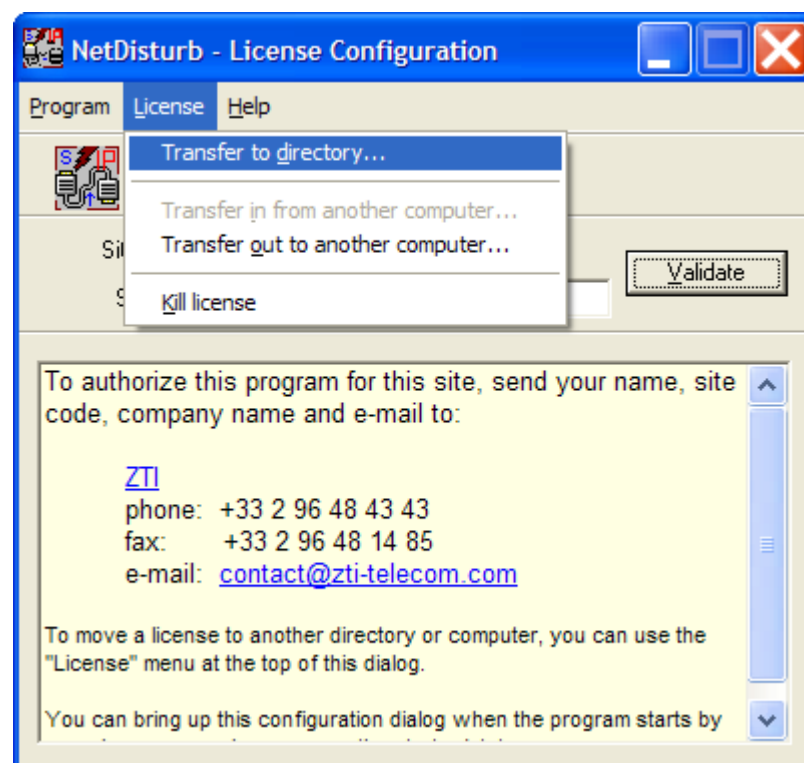 NetDisturb - License Configuration
Program License Help
Transfer to directory...
Transfer in from another computer...
Transfer out to another computer...
Kill license
Validate
To authorize this program for this site, send your name, site
code, company name and e-mail to:
ZTI
phone: +33 2 96 48 43 43
fax: +33 2 96 48 14 85
e-mail: contact@zti-telecom.com
To move a license to another directory or computer, you can use the
"License" menu at the top of this dialog.
You can bring up this configuration dialog when the program starts by